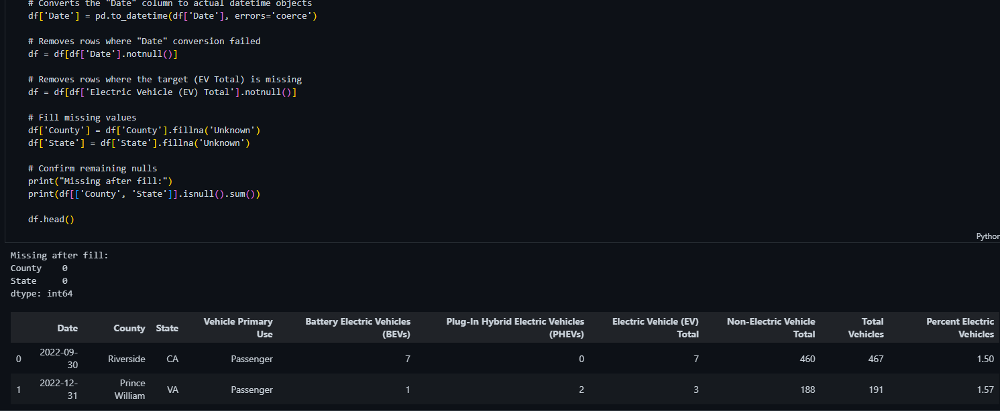 # Converts the "Date" column to actual datetime objects
df['Date'] = pd.to_datetime(df['Date'], errors='coerce')
# Removes rows where "Date" conversion failed
df = df[df['Date'].notnull()]
# Removes rows where the target (EV Total) is missing
df = df[df['Electric Vehicle (EV) Total'].notnull()]
# Fill missing values
df['County'] = df['County'].fillna('Unknown')
df['State'] = df['State'].fillna('Unknown')
# Confirm remaining nulls
print("Missing after fill:")
print(df[['County', 'State']].isnull().sum())
df.head()
Python
Missing after fill:
County 0
State 0
dtype: int64
Date County State Vehicle Primary Use Battery Electric Vehicles (BEVs) Plug-In Hybrid Electric Vehicles (PHEVs) Electric Vehicle (EV) Total Non-Electric Vehicle Total Total Vehicles Percent Electric Vehicles
0 2022-09-30 Riverside CA Passenger 7 0 7 460 467 1.50
1 2022-12-31 Prince William VA Passenger 1 2 3 188 191 1.57